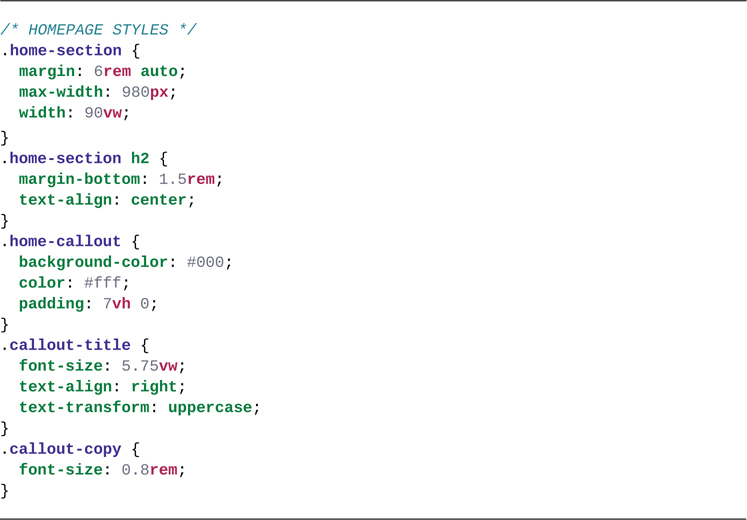 /* HOMEPAGE STYLES */
.home-section {
  margin: 6rem auto;
  max-width: 980px;
  width: 90vw;
}
.home-section h2 {
  margin-bottom: 1.5rem;
  text-align: center;
}
.home-callout {
  background-color: #000;
  color: #fff;
  padding: 7vh 0;
}
.callout-title {
  font-size: 5.75vw;
  text-align: right;
  text-transform: uppercase;
}
.callout-copy {
  font-size: 0.8rem;
}